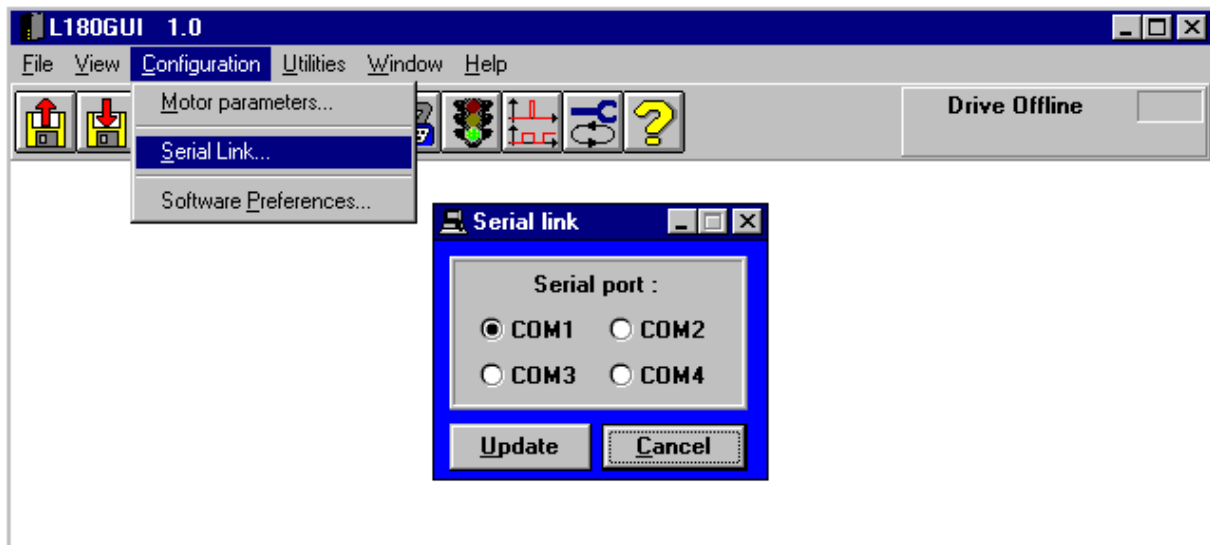 L180GUI 1.0
File View Configuration Utilities Window Help
Motor parameters...
Drive Offline
Serial Link...
Software Preferences...
Serial link
Serial port :
COM1 COM2
COM3 COM4
Update Cancel